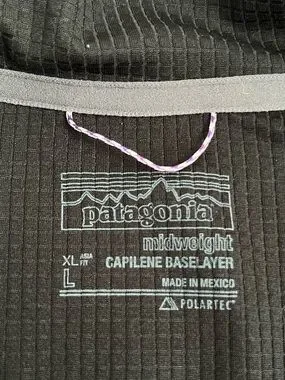 patagonia
midweight
XL ASIA FIT CAPILENE BASELAYER
L MADE IN MEXICO
POLARTEC